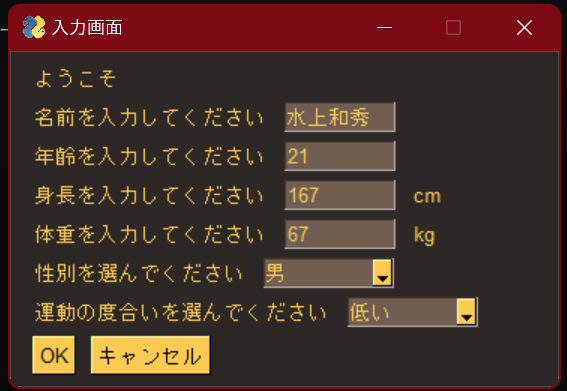 入力画面
ようこそ
名前を入力してください 水上和秀
年齢を入力してください 21
身長を入力してください 167 cm
体重を入力してください 67 kg
性別を選んでください 男
運動の度合いを選んでください 低い
OK キャンセル